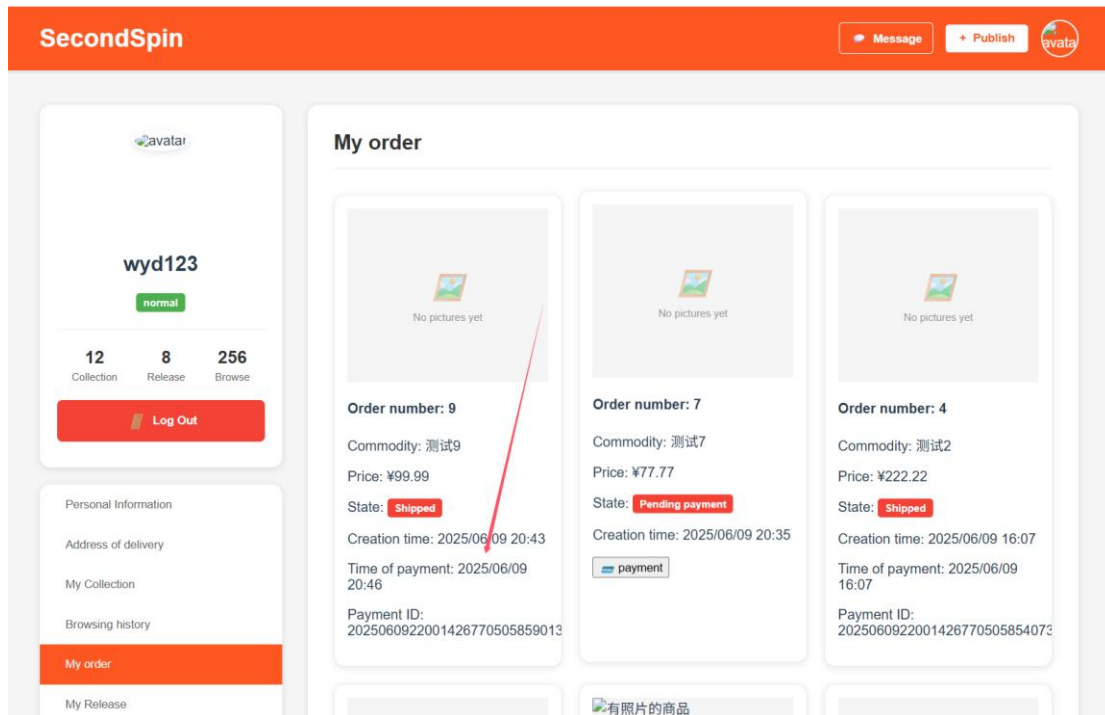 SecondSpin
Message
+ Publish
avata
avatar
wyd123
normal
12
8
256
Collection
Release
Browse
Log Out
Personal Information
Address of delivery
My Collection
Browsing history
My order
My Release
My order
No pictures yet
Order number: 9
Commodity: 测试9
Price: ¥99.99
State: Shipped
Creation time: 2025/06/09 20:43
Time of payment: 2025/06/09
20:46
Payment ID:
2025060922001426770505859013
No pictures yet
Order number: 7
Commodity: 测试7
Price: ¥77.77
State: Pending payment
Creation time: 2025/06/09 20:35
payment
No pictures yet
Order number: 4
Commodity: 测试2
Price: ¥222.22
State: Shipped
Creation time: 2025/06/09 16:07
Time of payment: 2025/06/09
16:07
Payment ID:
2025060922001426770505854073
有照片的商品